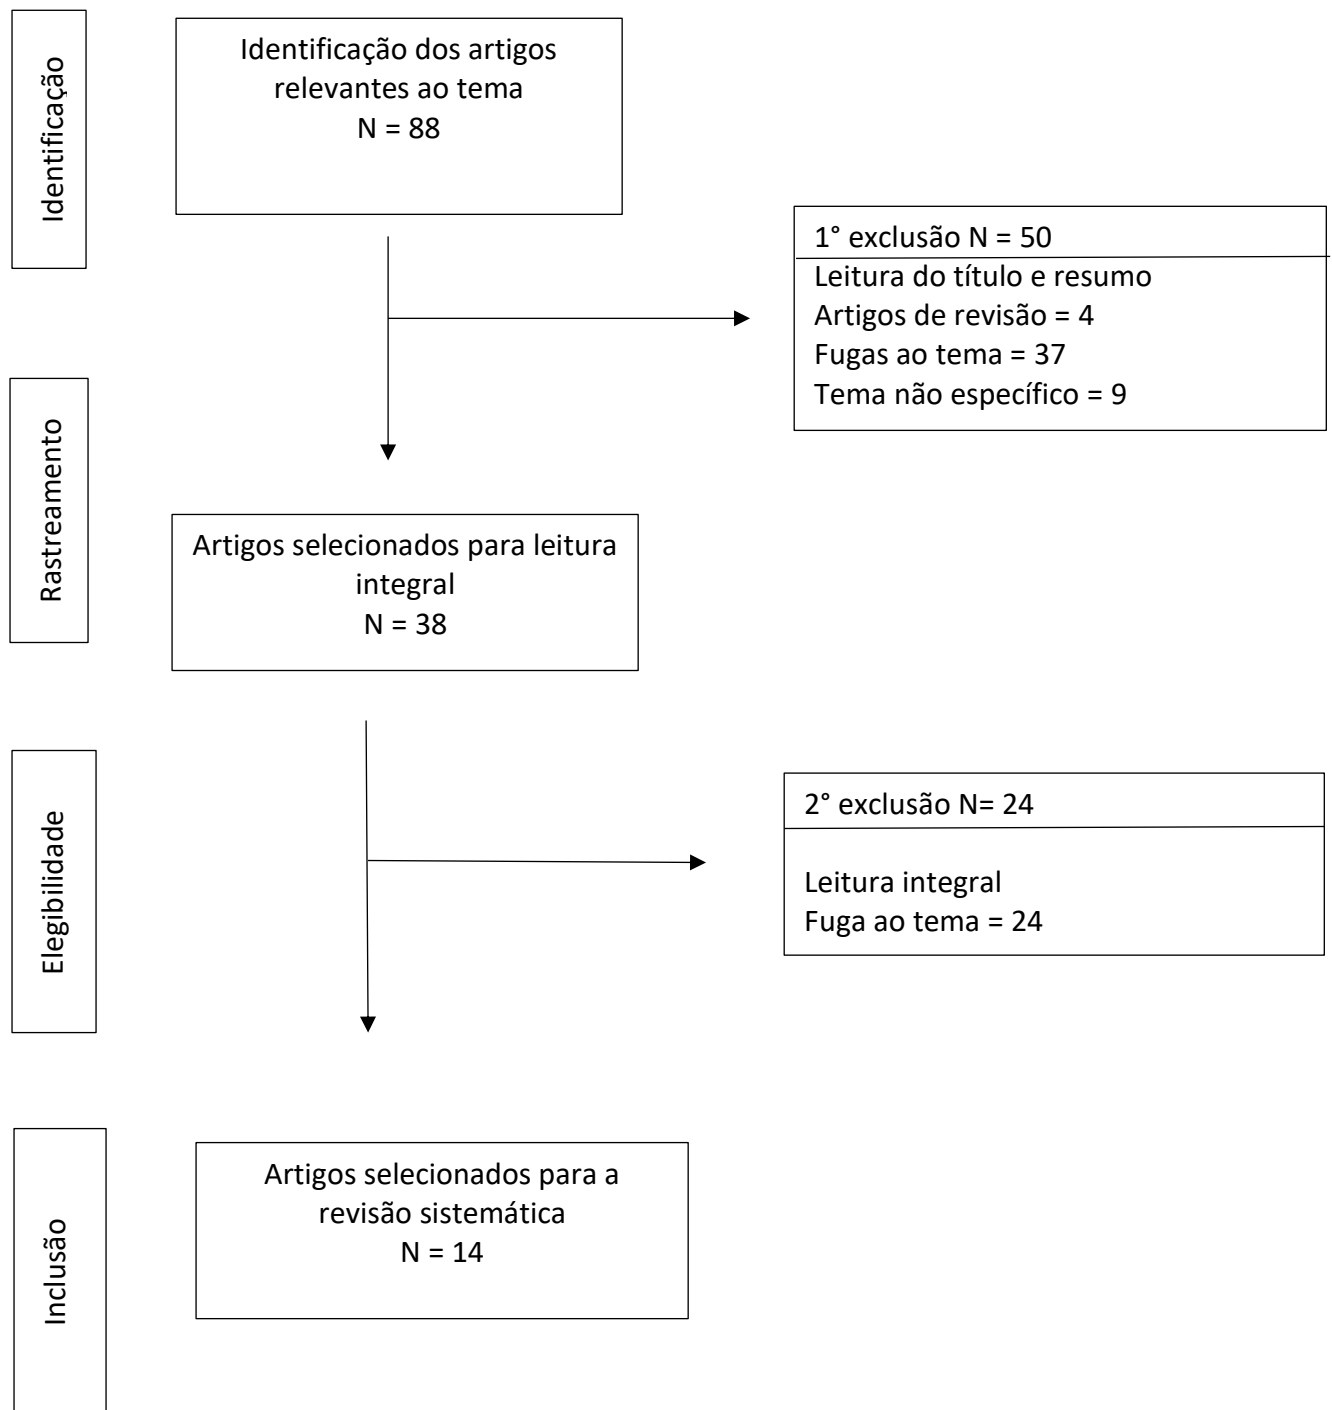 Identificação
Identificação dos artigos
relevantes ao tema
N = 88
1° exclusão N = 50
Leitura do título e resumo
Artigos de revisão = 4
Fugas ao tema = 37
Tema não específico = 9
Rastreamento
Artigos selecionados para leitura
integral
N = 38
Elegibilidade
2° exclusão N= 24
Leitura integral
Fuga ao tema = 24
Inclusão
Artigos selecionados para a
revisão sistemática
N = 14